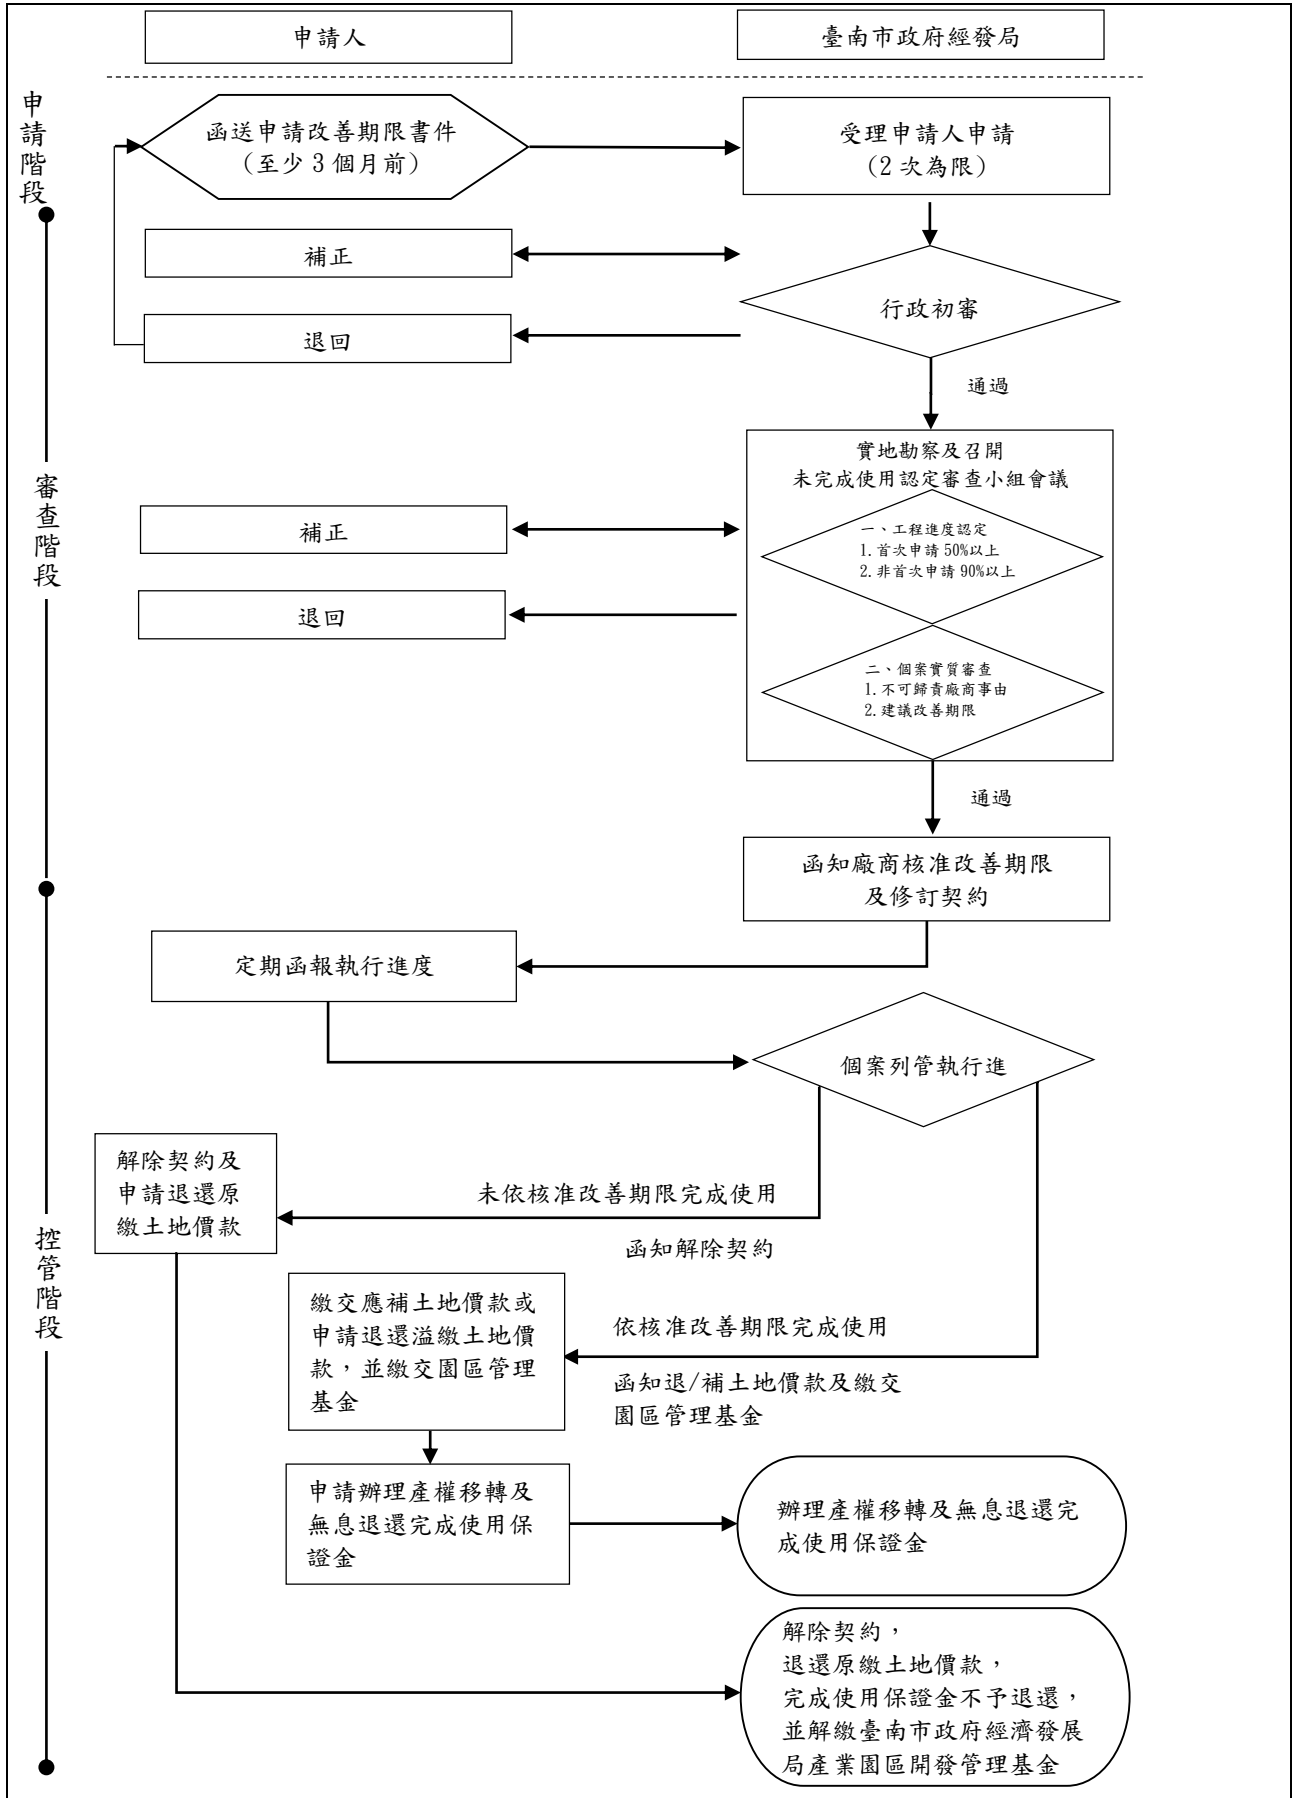 申請人
臺南市政府經發局
申請階段
函送申請改善期限書件
(至少 3 個月前)
受理申請人申請
(2 次為限)
補正
行政初審
退回
通過
審查階段
實地勘察及召開
未完成使用認定審查小組會議
補正
一、工程進度認定
1.首次申請 50%以上
2.非首次申請 90%以上
退回
二、個案實質審查
1.不可歸責廠商事由
2.建議改善期限
通過
函知廠商核准改善期限
及修訂契約
控管階段
定期函報執行進度
個案列管執行進
解除契約及
申請退還原
繳土地價款
未依核准改善期限完成使用
函知解除契約
繳交應補土地價款或
申請退還溢繳土地價
款，並繳交園區管理
基金
依核准改善期限完成使用
函知退/補土地價款及繳交
園區管理基金
申請辦理產權移轉及
無息退還完成使用保
證金
辦理產權移轉及無息退還完
成使用保證金
解除契約，
退還原繳土地價款，
完成使用保證金不予退還，
並解繳臺南市政府經濟發展
局產業園區開發管理基金